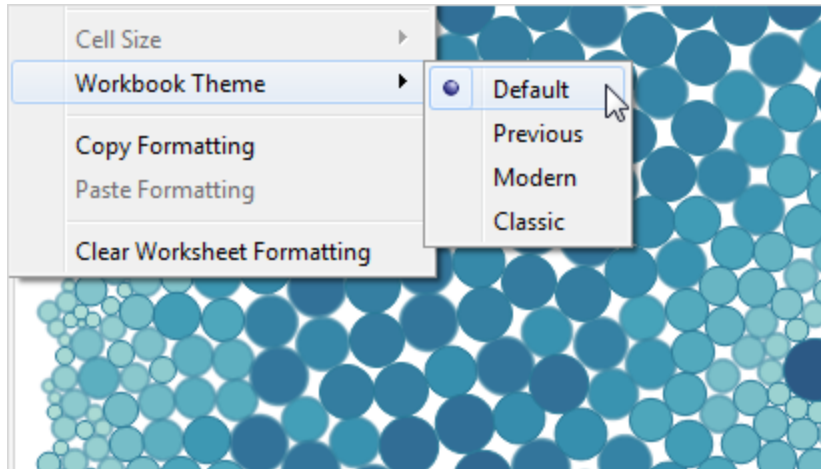 Cell Size
Workbook Theme
Default
Previous
Modern
Classic
Copy Formatting
Paste Formatting
Clear Worksheet Formatting